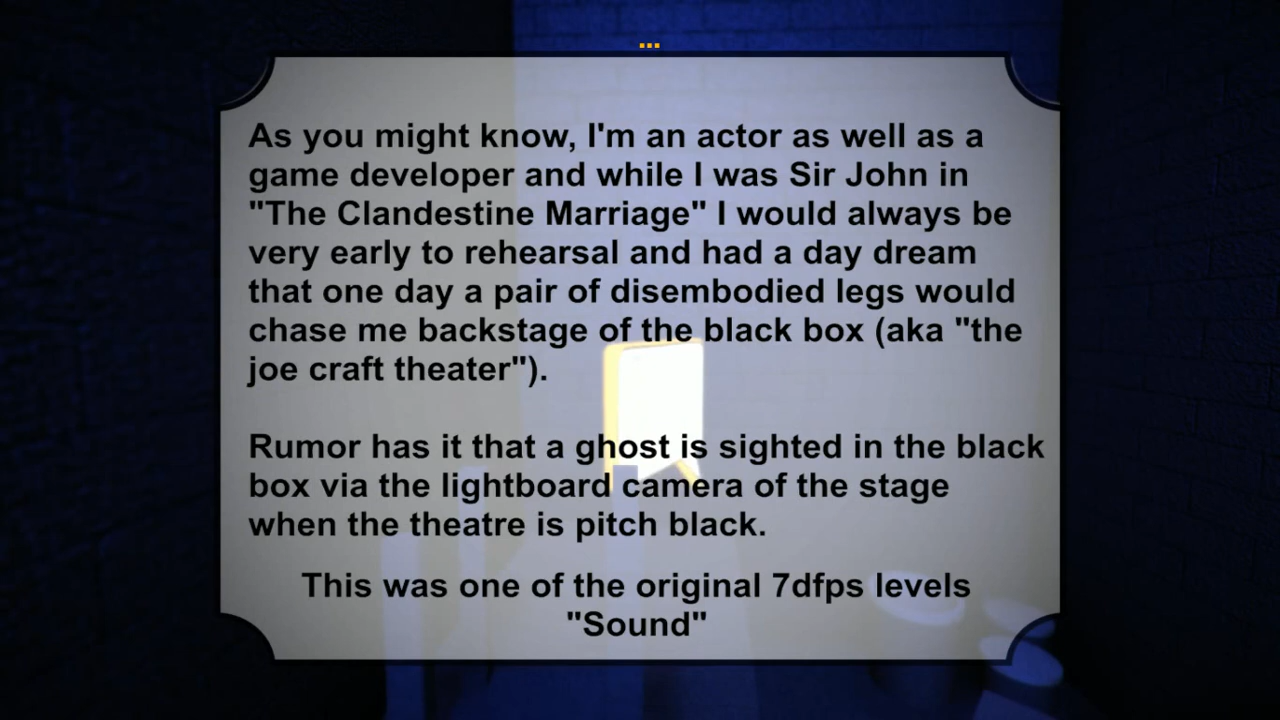 ...
As you might know, I'm an actor as well as a
game developer and while I was Sir John in
"The Clandestine Marriage" I would always be
very early to rehearsal and had a day dream
that one day a pair of disembodied legs would
chase me backstage of the black box (aka "the
joe craft theater").
Rumor has it that a ghost is sighted in the black
box via the lightboard camera of the stage
when the theatre is pitch black.
This was one of the original 7dfps levels
"Sound"